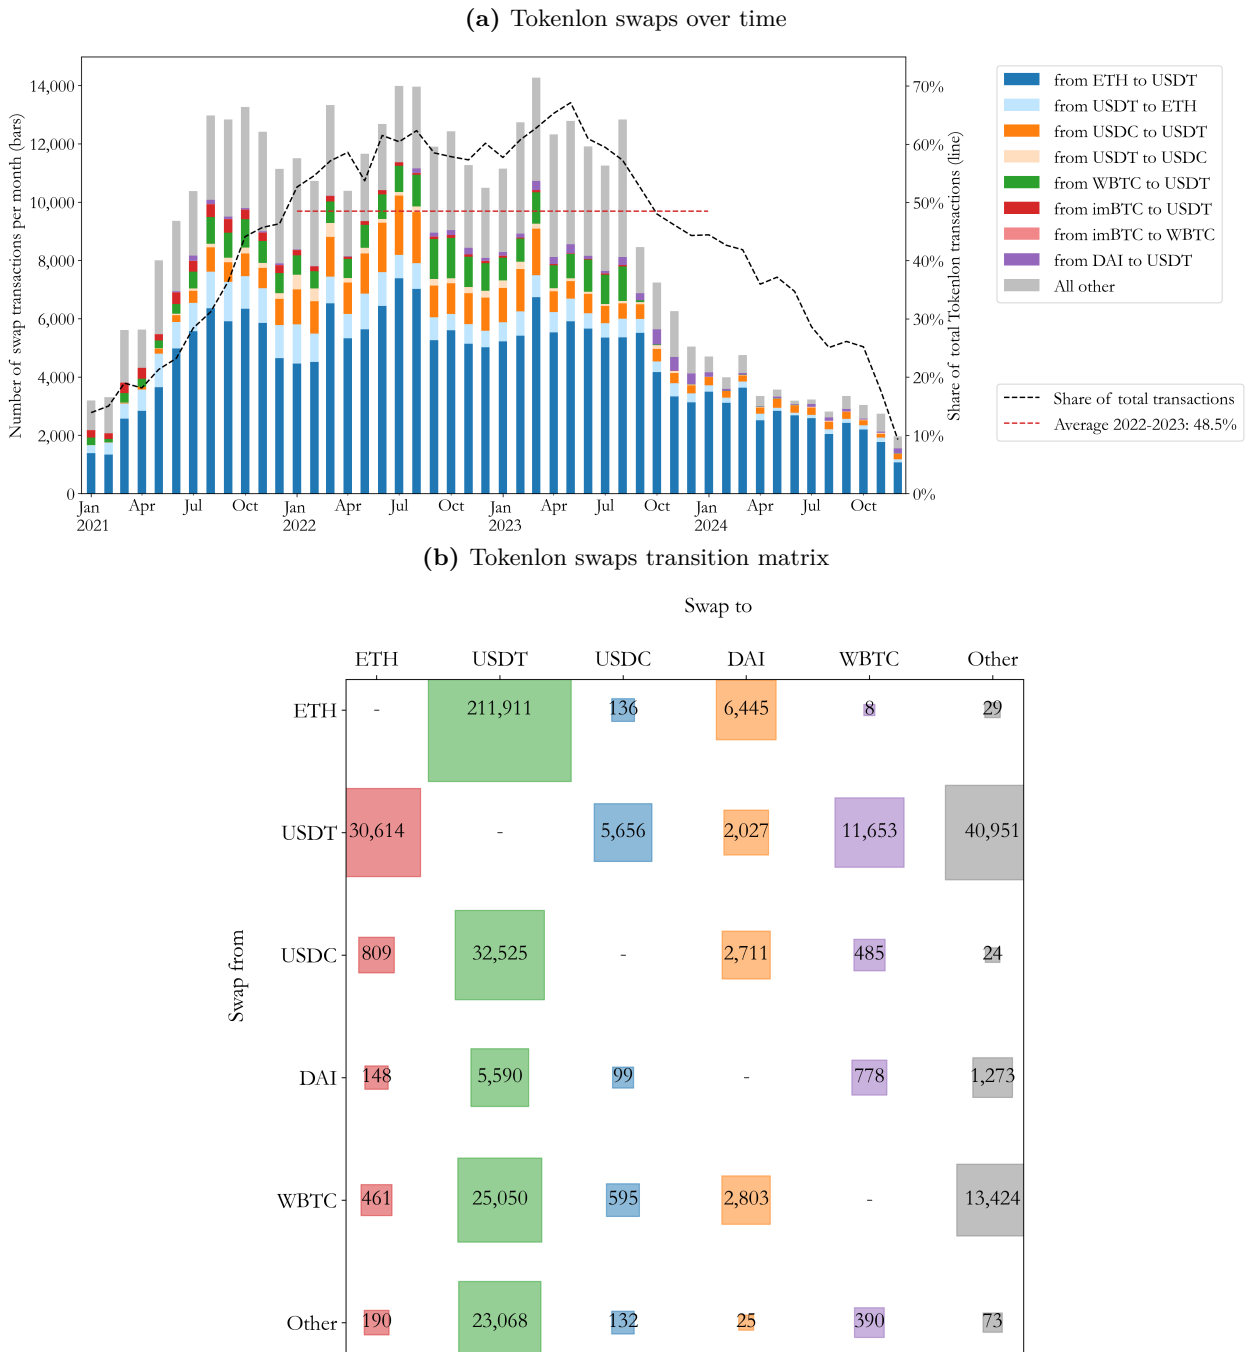 (a) Tokenlon swaps over time
Number of swap transactions per month (bars)
14,000
12,000
10,000
8,000
6,000
4,000
2,000
0
Jan
2021
Apr
Jul
Oct
Jan
2022
Apr
Jul
Oct
Jan
2023
Apr
Jul
Oct
Jan
2024
Apr
Jul
Oct
70%
60%
50%
40%
30%
20%
10%
0%
Share of total Tokenlon transactions (line)
from ETH to USDT
from USDT to ETH
from USDC to USDT
from USDT to USDC
from WBTC to USDT
from imBTC to USDT
from imBTC to WBTC
from DAI to USDT
All other
Share of total transactions
Average 2022-2023: 48.5%
(b) Tokenlon swaps transition matrix
Swap to
ETH USDT USDC DAI WBTC Other
Swap from
ETH - 211,911 136 6,445 8 29
USDT 30,614 - 5,656 2,027 11,653 40,951
USDC 809 32,525 - 2,711 485 24
DAI 148 5,590 99 - 778 1,273
WBTC 461 25,050 595 2,803 - 13,424
Other 190 23,068 132 25 390 73